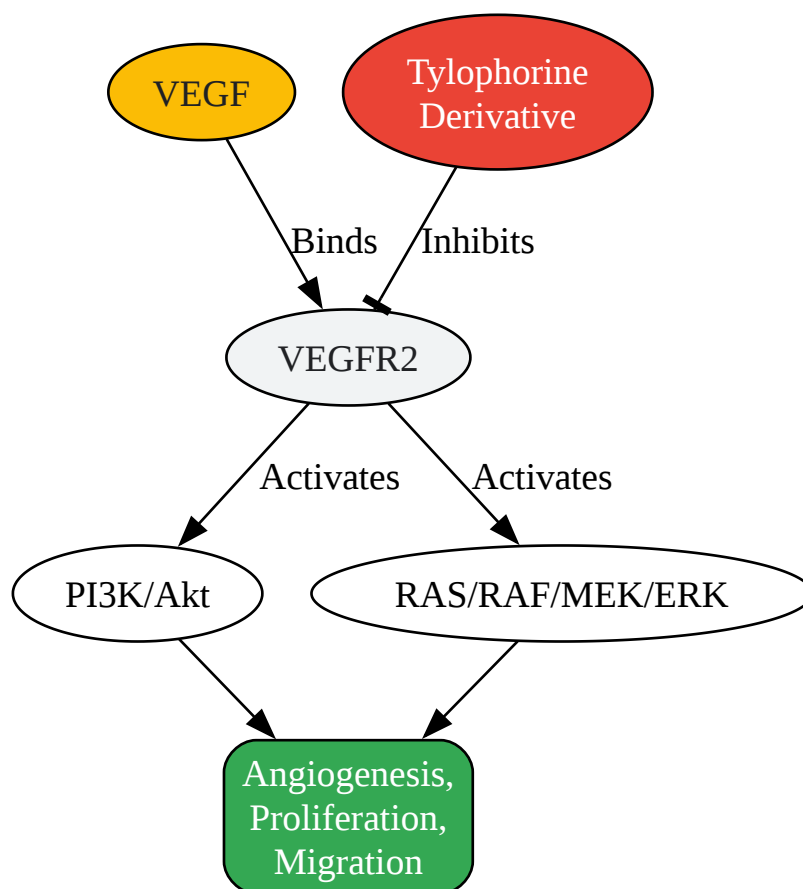 VEGF
Tylophorine
Derivative
Binds
Inhibits
VEGFR2
Activates
Activates
PI3K/Akt
RAS/RAF/MEK/ERK
Angiogenesis,
Proliferation,
Migration